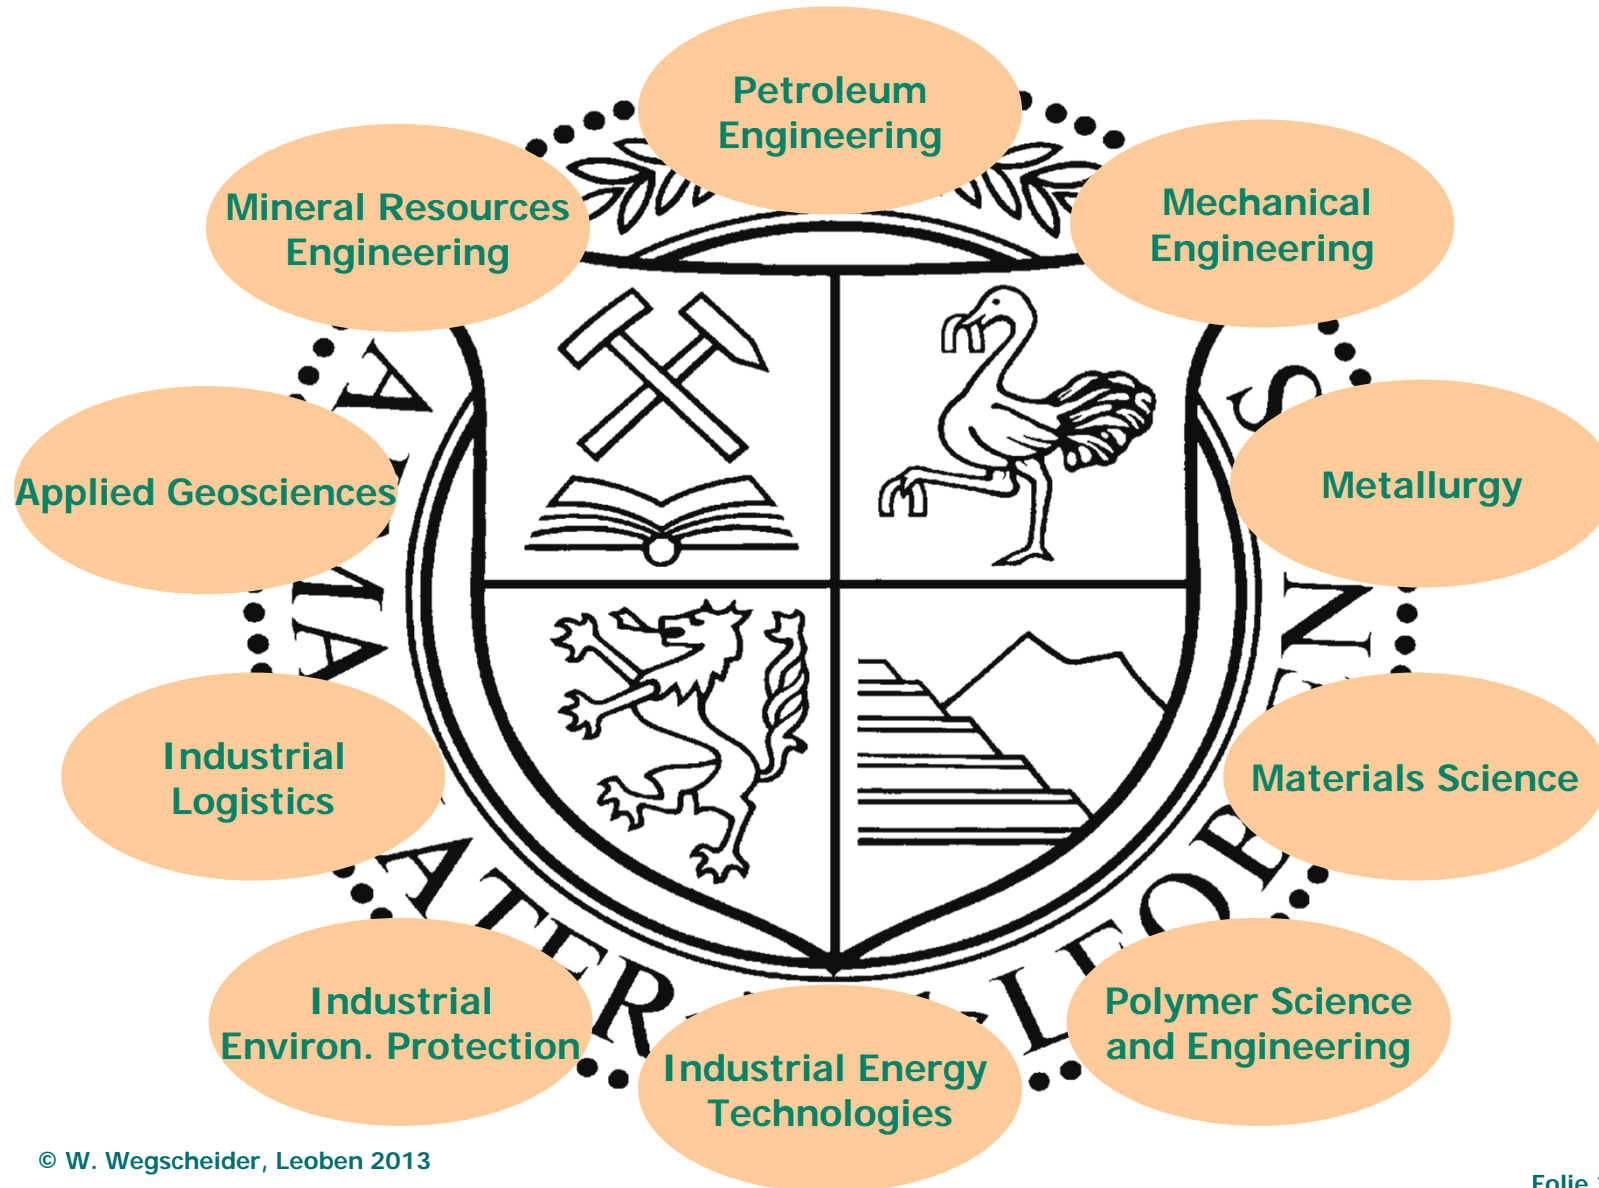 Petroleum
Engineering
Mineral Resources
Engineering
Mechanical
Engineering
Applied Geosciences
Metallurgy
Industrial
Logistics
Materials Science
Industrial
Environ. Protection
Polymer Science
and Engineering
Industrial Energy
Technologies
© W. Wegscheider, Leoben 2013
Folie